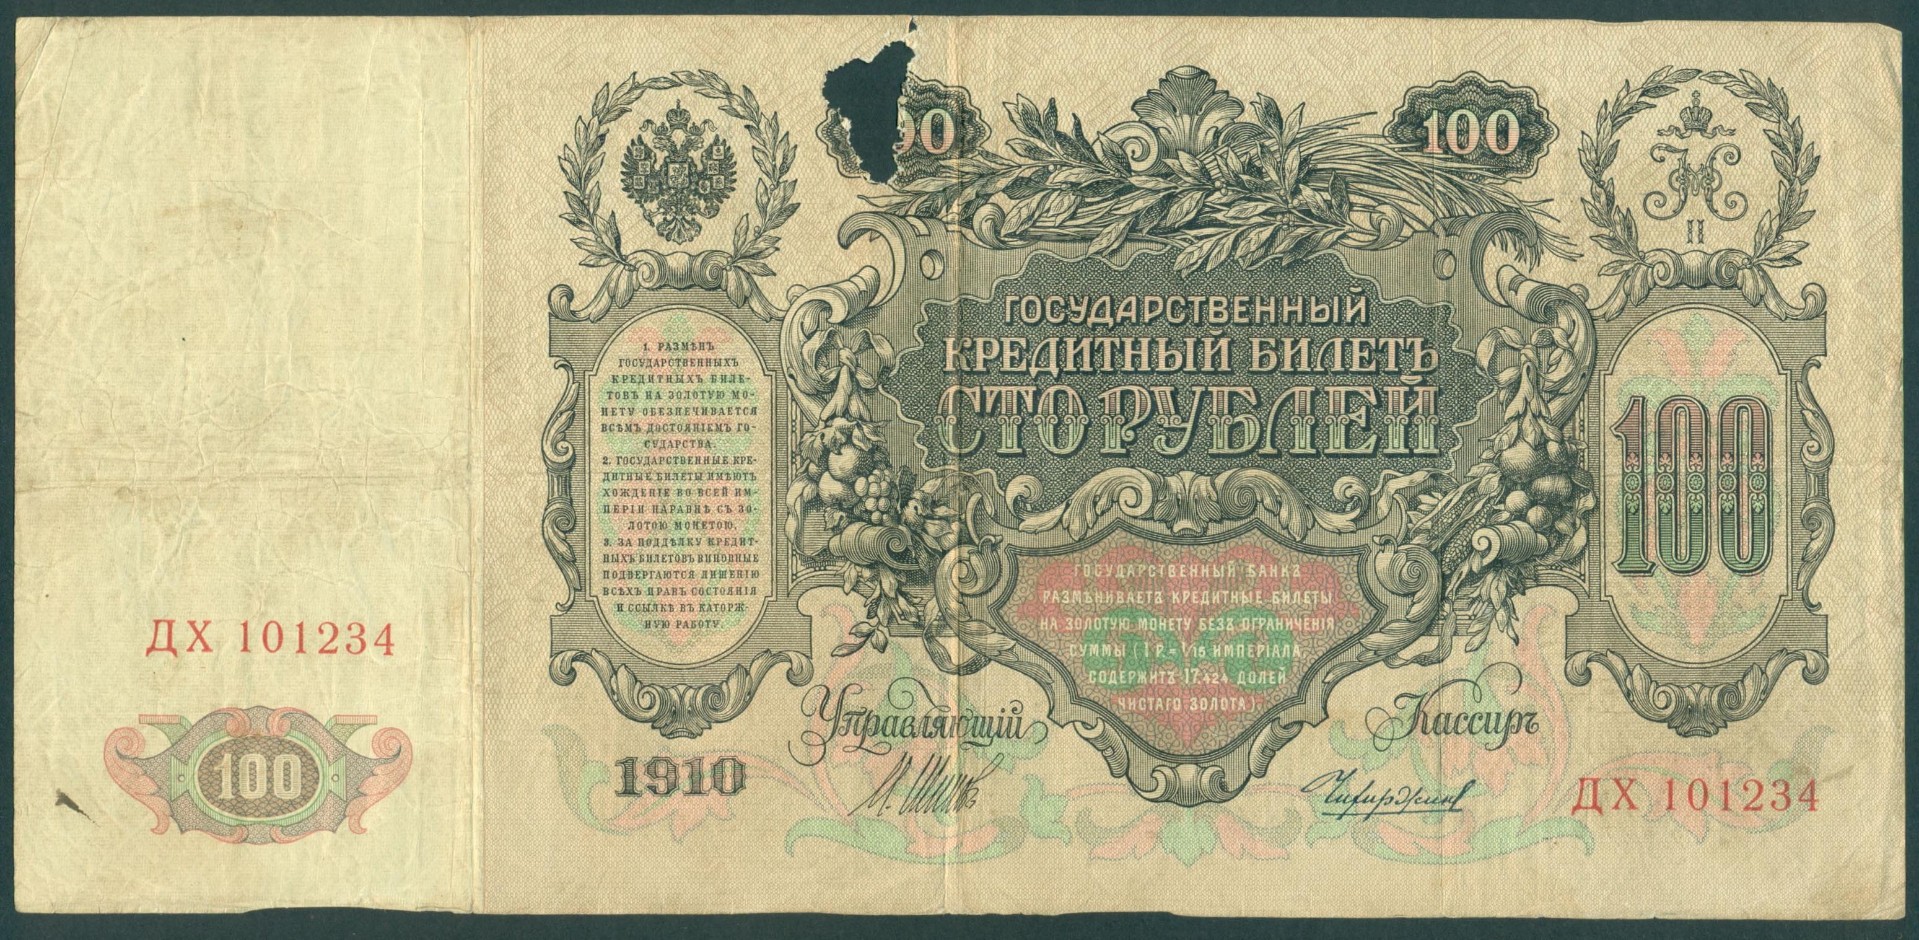 100
II
ГОСУДАРСТВЕННЫЙ
КРЕДИТНЫЙ БИЛЕТЪ
СТО РУБЛЕЙ
1. РАЗМѢНЪ
ГОСУДАРСТВЕННЫХЪ
КРЕДИТНЫХЪ БИЛЕ-
ТОВЪ НА ЗОЛОТУЮ МО-
НЕТУ ОБЕЗПЕЧИВАЕТСЯ
ВСѢМЪ ДОСТОЯНІЕМЪ ГО-
СУДАРСТВА.
2. ГОСУДАРСТВЕННЫЕ КРЕ-
ДИТНЫЕ БИЛЕТЫ ИМѢЮТЪ
ХОЖДЕНІЕ ВО ВСЕЙ ИМ-
ПЕРІИ НАРАВНѢ СЪ ЗО-
ЛОТОЮ МОНЕТОЮ.
3. ЗА ПОДДѢЛКУ КРЕДИТ-
НЫХЪ БИЛЕТОВЪ ВИНОВНЫЕ
ПОДВЕРГАЮТСЯ ЛИШЕНІЮ
ВСѢХЪ ПРАВЪ СОСТОЯНІЯ
И ССЫЛКѢ ВЪ КАТОРЖ-
НУЮ РАБОТУ.
100
ГОСУДАРСТВЕННЫЙ БАНКЪ
РАЗМѢНИВАЕТЪ КРЕДИТНЫЕ БИЛЕТЫ
НА ЗОЛОТУЮ МОНЕТУ БЕЗЪ ОГРАНИЧЕНІЯ
СУММЫ (1 Р. = 1/15 ИМПЕРІАЛА,
СОДЕРЖИТЪ 17,424 ДОЛЕЙ
ЧИСТАГО ЗОЛОТА).
ДХ 101234
Управляющій
Кассиръ
100
1910
ДХ 101234